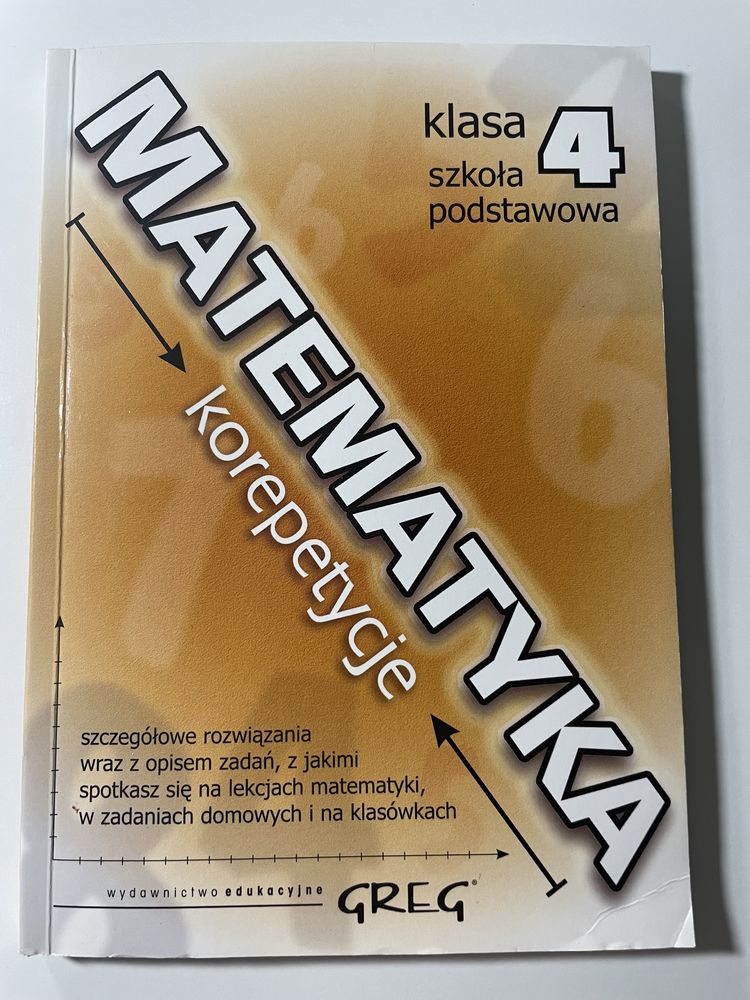 klasa 4
szkoła
podstawowa
MATEMATYKA
korepetycje
szczegółowe rozwiązania
wraz z opisem zadań, z jakimi
spotkasz się na lekcjach matematyki,
w zadaniach domowych i na klasówkach
wydawnictwo edukacyjne GREG®